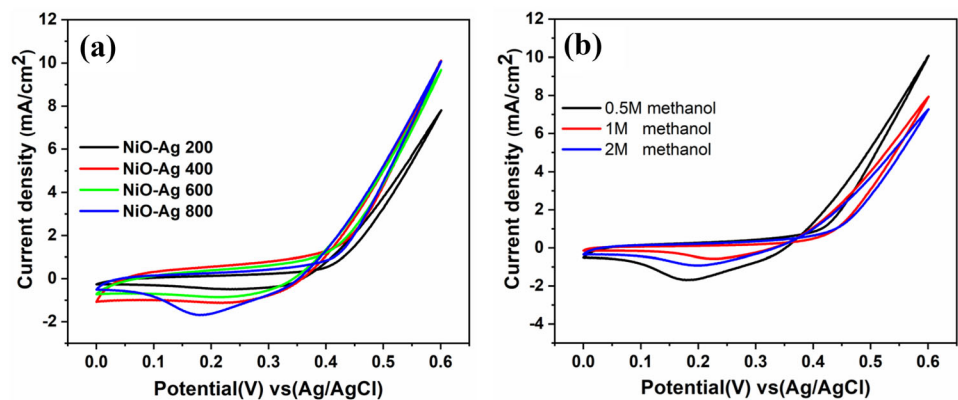 (a)
Current density (mA/cm²)
10
8
6
4
2
0
-2
NiO-Ag 200
NiO-Ag 400
NiO-Ag 600
NiO-Ag 800
0.0 0.1 0.2 0.3 0.4 0.5 0.6
Potential(V) vs(Ag/AgCl)
(b)
Current density (mA/cm²)
12
10
8
6
4
2
0
-2
-4
0.5M methanol
1M methanol
2M methanol
0.0 0.1 0.2 0.3 0.4 0.5 0.6
Potential(V) vs(Ag/AgCl)